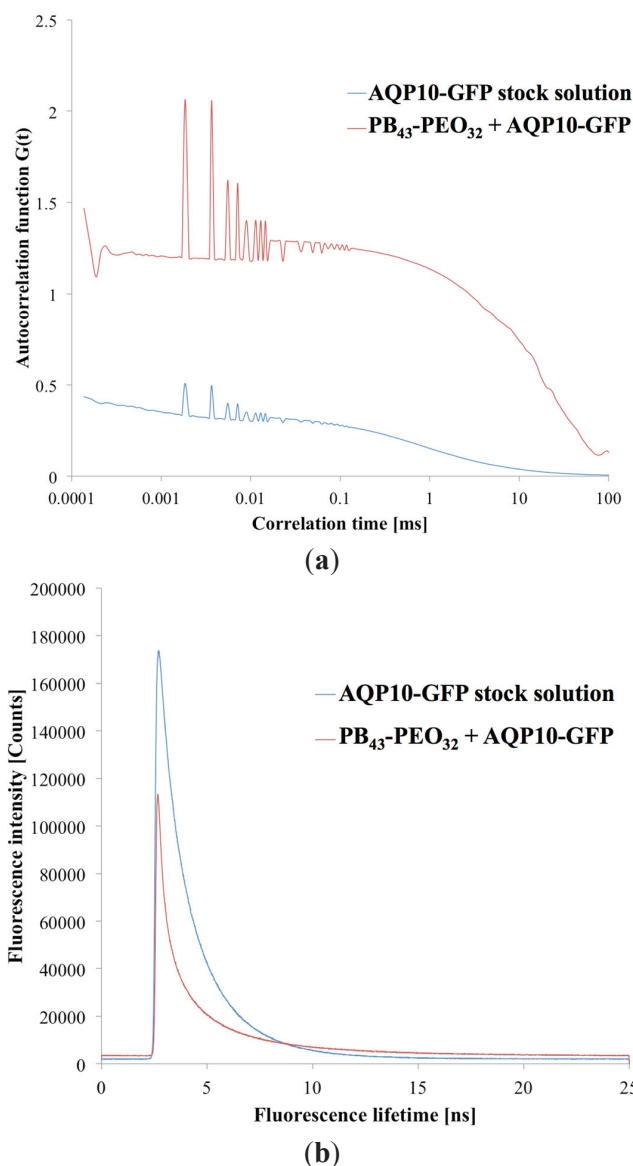 2.5
2
1.5
1
0.5
0
Autocorrelation function G(t)
AQP10-GFP stock solution
PB43-PEO32 + AQP10-GFP
0.0001 0.001 0.01 0.1 1 10 100
Correlation time [ms]
(a)
200000
180000
160000
140000
120000
100000
80000
60000
40000
20000
0
Fluorescence intensity [Counts]
AQP10-GFP stock solution
PB43-PEO32 + AQP10-GFP
0 5 10 15 20 25
Fluorescence lifetime [ns]
(b)